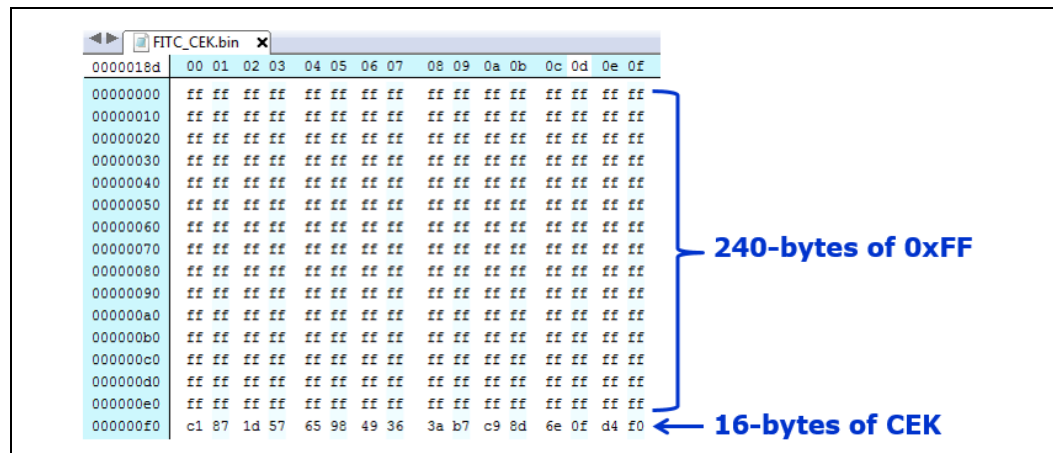 FITC_CEK.bin x
0000018d 00 01 02 03 04 05 06 07 08 09 0a 0b 0c 0d 0e 0f
00000000 ff ff ff ff ff ff ff ff ff ff ff ff ff ff ff ff
00000010 ff ff ff ff ff ff ff ff ff ff ff ff ff ff ff ff
00000020 ff ff ff ff ff ff ff ff ff ff ff ff ff ff ff ff
00000030 ff ff ff ff ff ff ff ff ff ff ff ff ff ff ff ff
00000040 ff ff ff ff ff ff ff ff ff ff ff ff ff ff ff ff
00000050 ff ff ff ff ff ff ff ff ff ff ff ff ff ff ff ff
00000060 ff ff ff ff ff ff ff ff ff ff ff ff ff ff ff ff
00000070 ff ff ff ff ff ff ff ff ff ff ff ff ff ff ff ff
240-bytes of 0xFF
00000080 ff ff ff ff ff ff ff ff ff ff ff ff ff ff ff ff
00000090 ff ff ff ff ff ff ff ff ff ff ff ff ff ff ff ff
000000a0 ff ff ff ff ff ff ff ff ff ff ff ff ff ff ff ff
000000b0 ff ff ff ff ff ff ff ff ff ff ff ff ff ff ff ff
000000c0 ff ff ff ff ff ff ff ff ff ff ff ff ff ff ff ff
000000d0 ff ff ff ff ff ff ff ff ff ff ff ff ff ff ff ff
000000e0 ff ff ff ff ff ff ff ff ff ff ff ff ff ff ff ff
000000f0 c1 87 1d 57 65 98 49 36 3a b7 c9 8d 6e 0f d4 f0
16-bytes of CEK